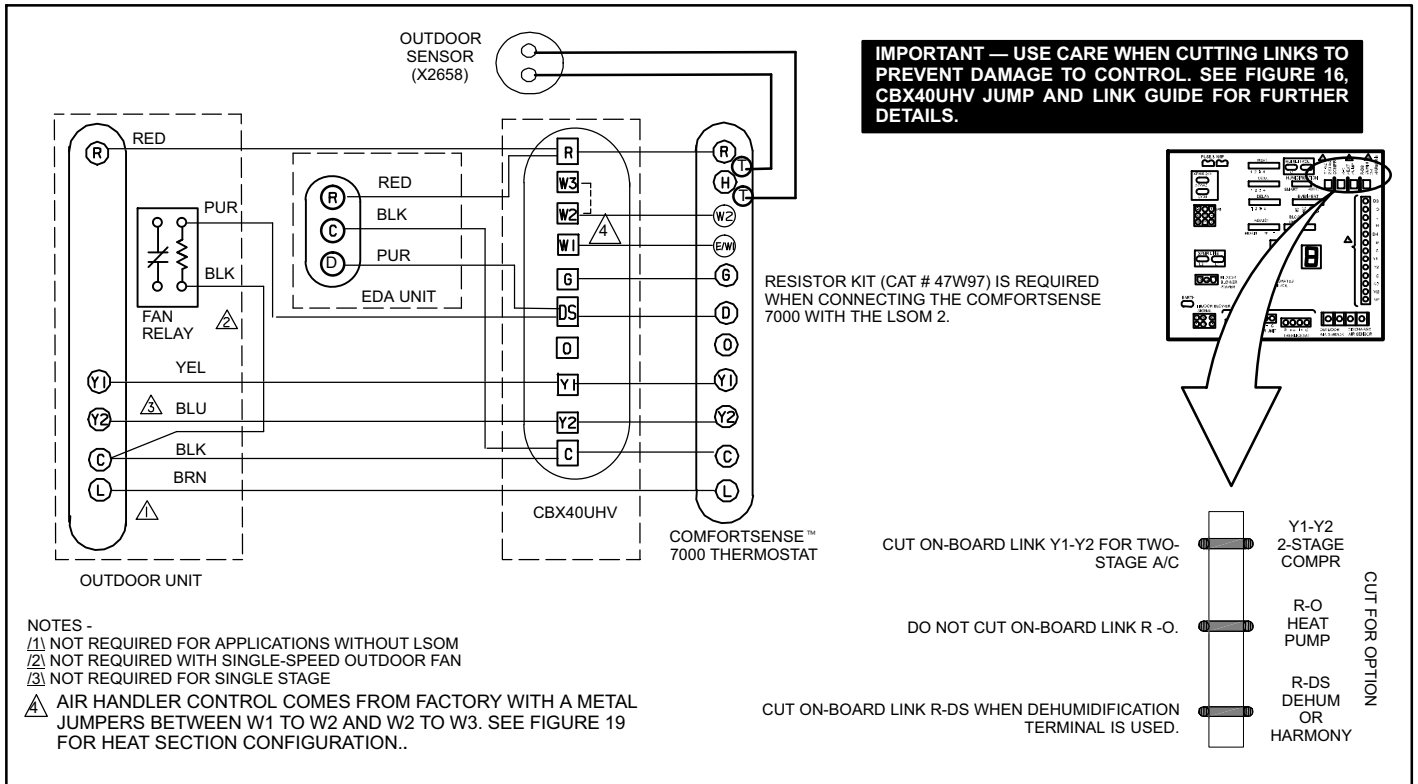 OUTDOOR
SENSOR
(X2658)
IMPORTANT — USE CARE WHEN CUTTING LINKS TO
PREVENT DAMAGE TO CONTROL. SEE FIGURE 16,
CBX40UHV JUMP AND LINK GUIDE FOR FURTHER
DETAILS.
RED
R
R
R
T
W3
H
T
RED
R
W2
W2
PUR
BLK
C
W1
4
E/W1
PUR
D
G
G
BLK
EDA UNIT
FAN
RELAY
2
DS
D
O
O
YEL
Y1
Y1
Y1
3
BLU
Y2
Y2
Y2
BLK
C
C
C
BRN
L
L
1
CBX40UHV
COMFORTSENSE™
7000 THERMOSTAT
OUTDOOR UNIT
RESISTOR KIT (CAT # 47W97) IS REQUIRED
WHEN CONNECTING THE COMFORTSENSE
7000 WITH THE LSOM 2.
CUT ON-BOARD LINK Y1-Y2 FOR TWO-
STAGE A/C
Y1-Y2
2-STAGE
COMPR
DO NOT CUT ON-BOARD LINK R -O.
R-O
HEAT
PUMP
CUT ON-BOARD LINK R-DS WHEN DEHUMIDIFICATION
TERMINAL IS USED.
R-DS
DEHUM
OR
HARMONY
CUT FOR OPTION
NOTES -
/1\ NOT REQUIRED FOR APPLICATIONS WITHOUT LSOM
/2\ NOT REQUIRED WITH SINGLE-SPEED OUTDOOR FAN
/3\ NOT REQUIRED FOR SINGLE STAGE
4 AIR HANDLER CONTROL COMES FROM FACTORY WITH A METAL
JUMPERS BETWEEN W1 TO W2 AND W2 TO W3. SEE FIGURE 19
FOR HEAT SECTION CONFIGURATION..